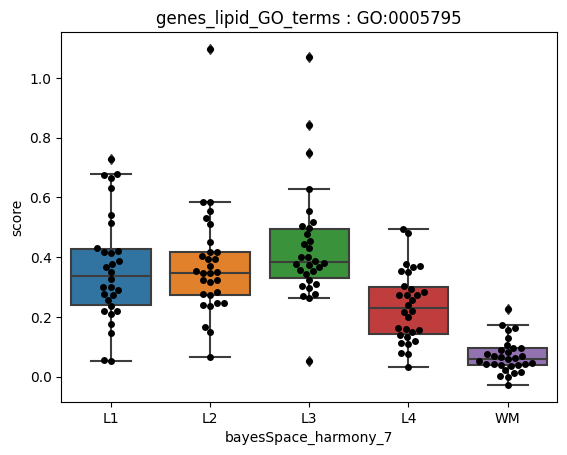 genes_lipid_GO_terms : GO:0005795
1.0
0.8
0.6
0.4
0.2
0.0
score
L1 L2 L3 L4 WM
bayesSpace_harmony_7